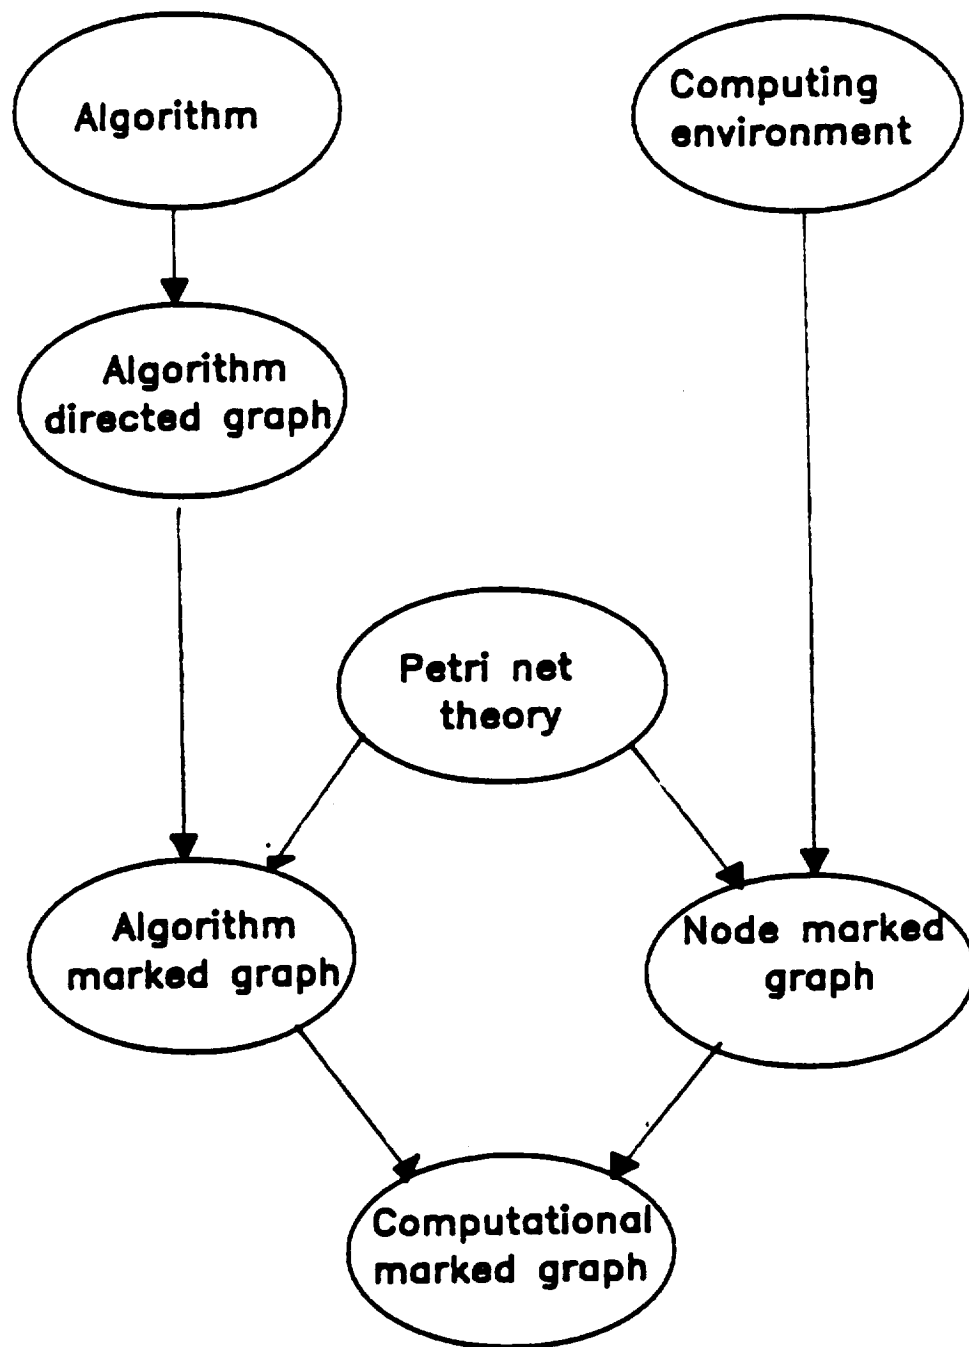 Algorithm
Computing
environment
Algorithm
directed graph
Petri net
theory
Algorithm
marked graph
Node marked
graph
Computational
marked graph